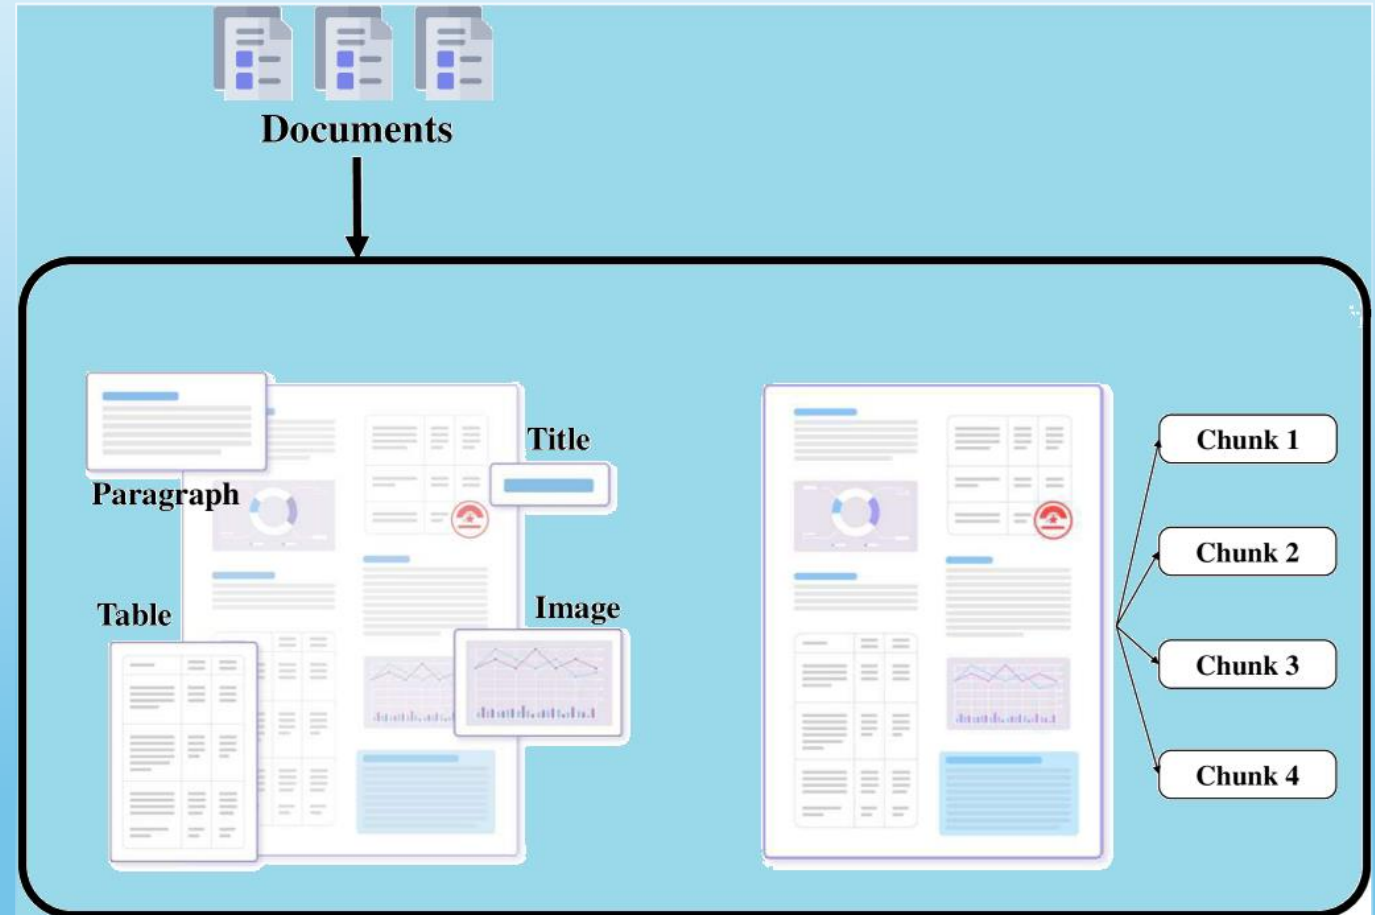 Documents
Title
Paragraph
Table
Image
Chunk 1
Chunk 2
Chunk 3
Chunk 4